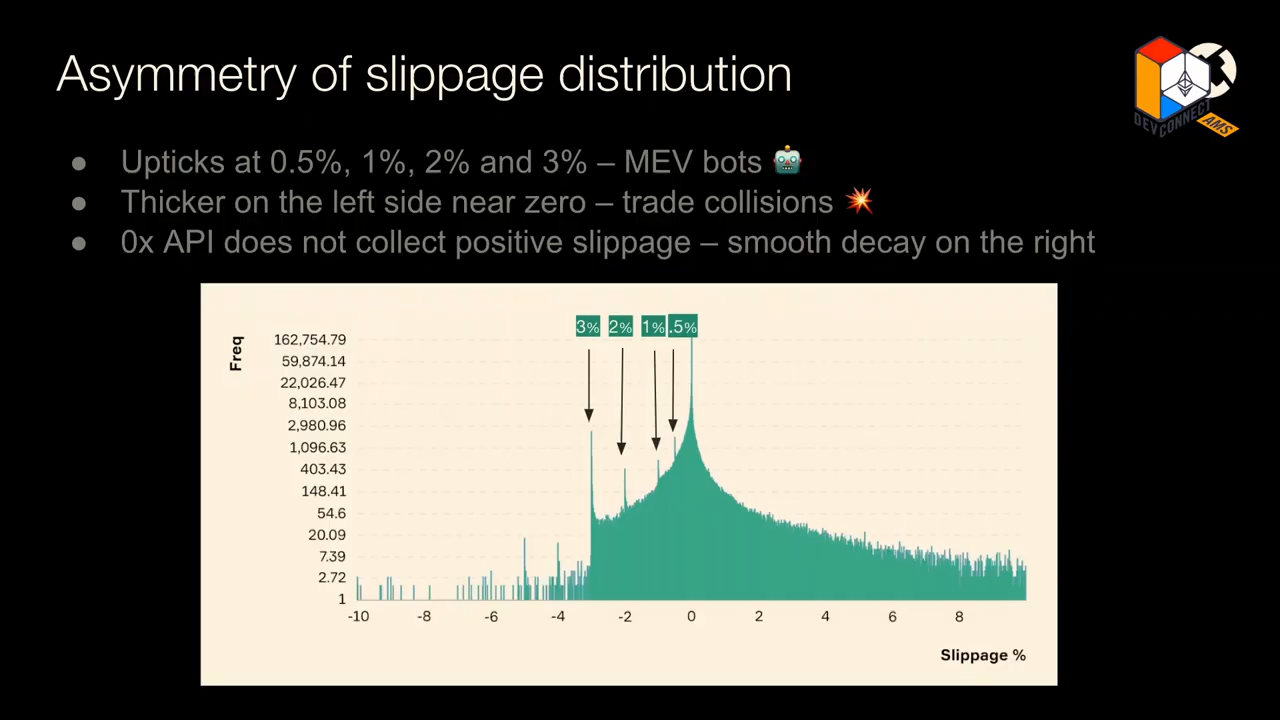 Asymmetry of slippage distribution
DEVCONNECT
AMS
● Upticks at 0.5%, 1%, 2% and 3% – MEV bots 🤖
● Thicker on the left side near zero – trade collisions 💥
● 0x API does not collect positive slippage – smooth decay on the right
3% 2% 1% .5%
Freq
162,754.79
59,874.14
22,026.47
8,103.08
2,980.96
1,096.63
403.43
148.41
54.6
20.09
7.39
2.72
1
-10 -8 -6 -4 -2 0 2 4 6 8
Slippage %